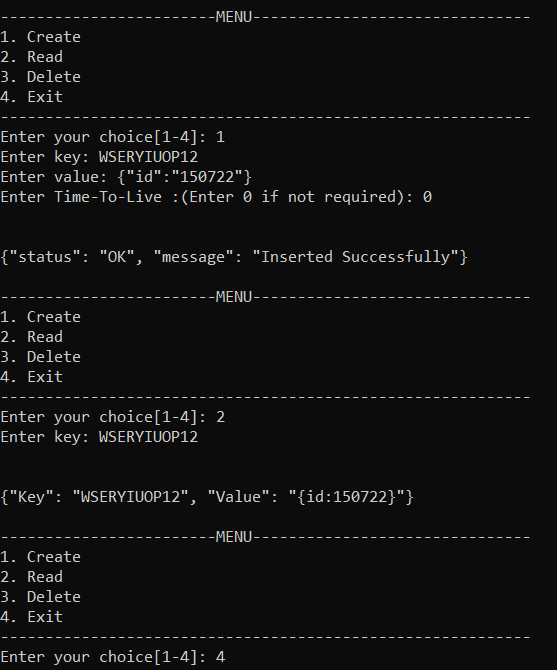 ------------------------MENU-------------------------------
1. Create
2. Read
3. Delete
4. Exit
-----------------------------------------------------------
Enter your choice[1-4]: 1
Enter key: WSERYIUOP12
Enter value: {"id":"150722"}
Enter Time-To-Live :(Enter 0 if not required): 0
{"status": "OK", "message": "Inserted Successfully"}
------------------------MENU-------------------------------
1. Create
2. Read
3. Delete
4. Exit
-----------------------------------------------------------
Enter your choice[1-4]: 2
Enter key: WSERYIUOP12
{"Key": "WSERYIUOP12", "Value": "{id:150722}"}
------------------------MENU-------------------------------
1. Create
2. Read
3. Delete
4. Exit
-----------------------------------------------------------
Enter your choice[1-4]: 4